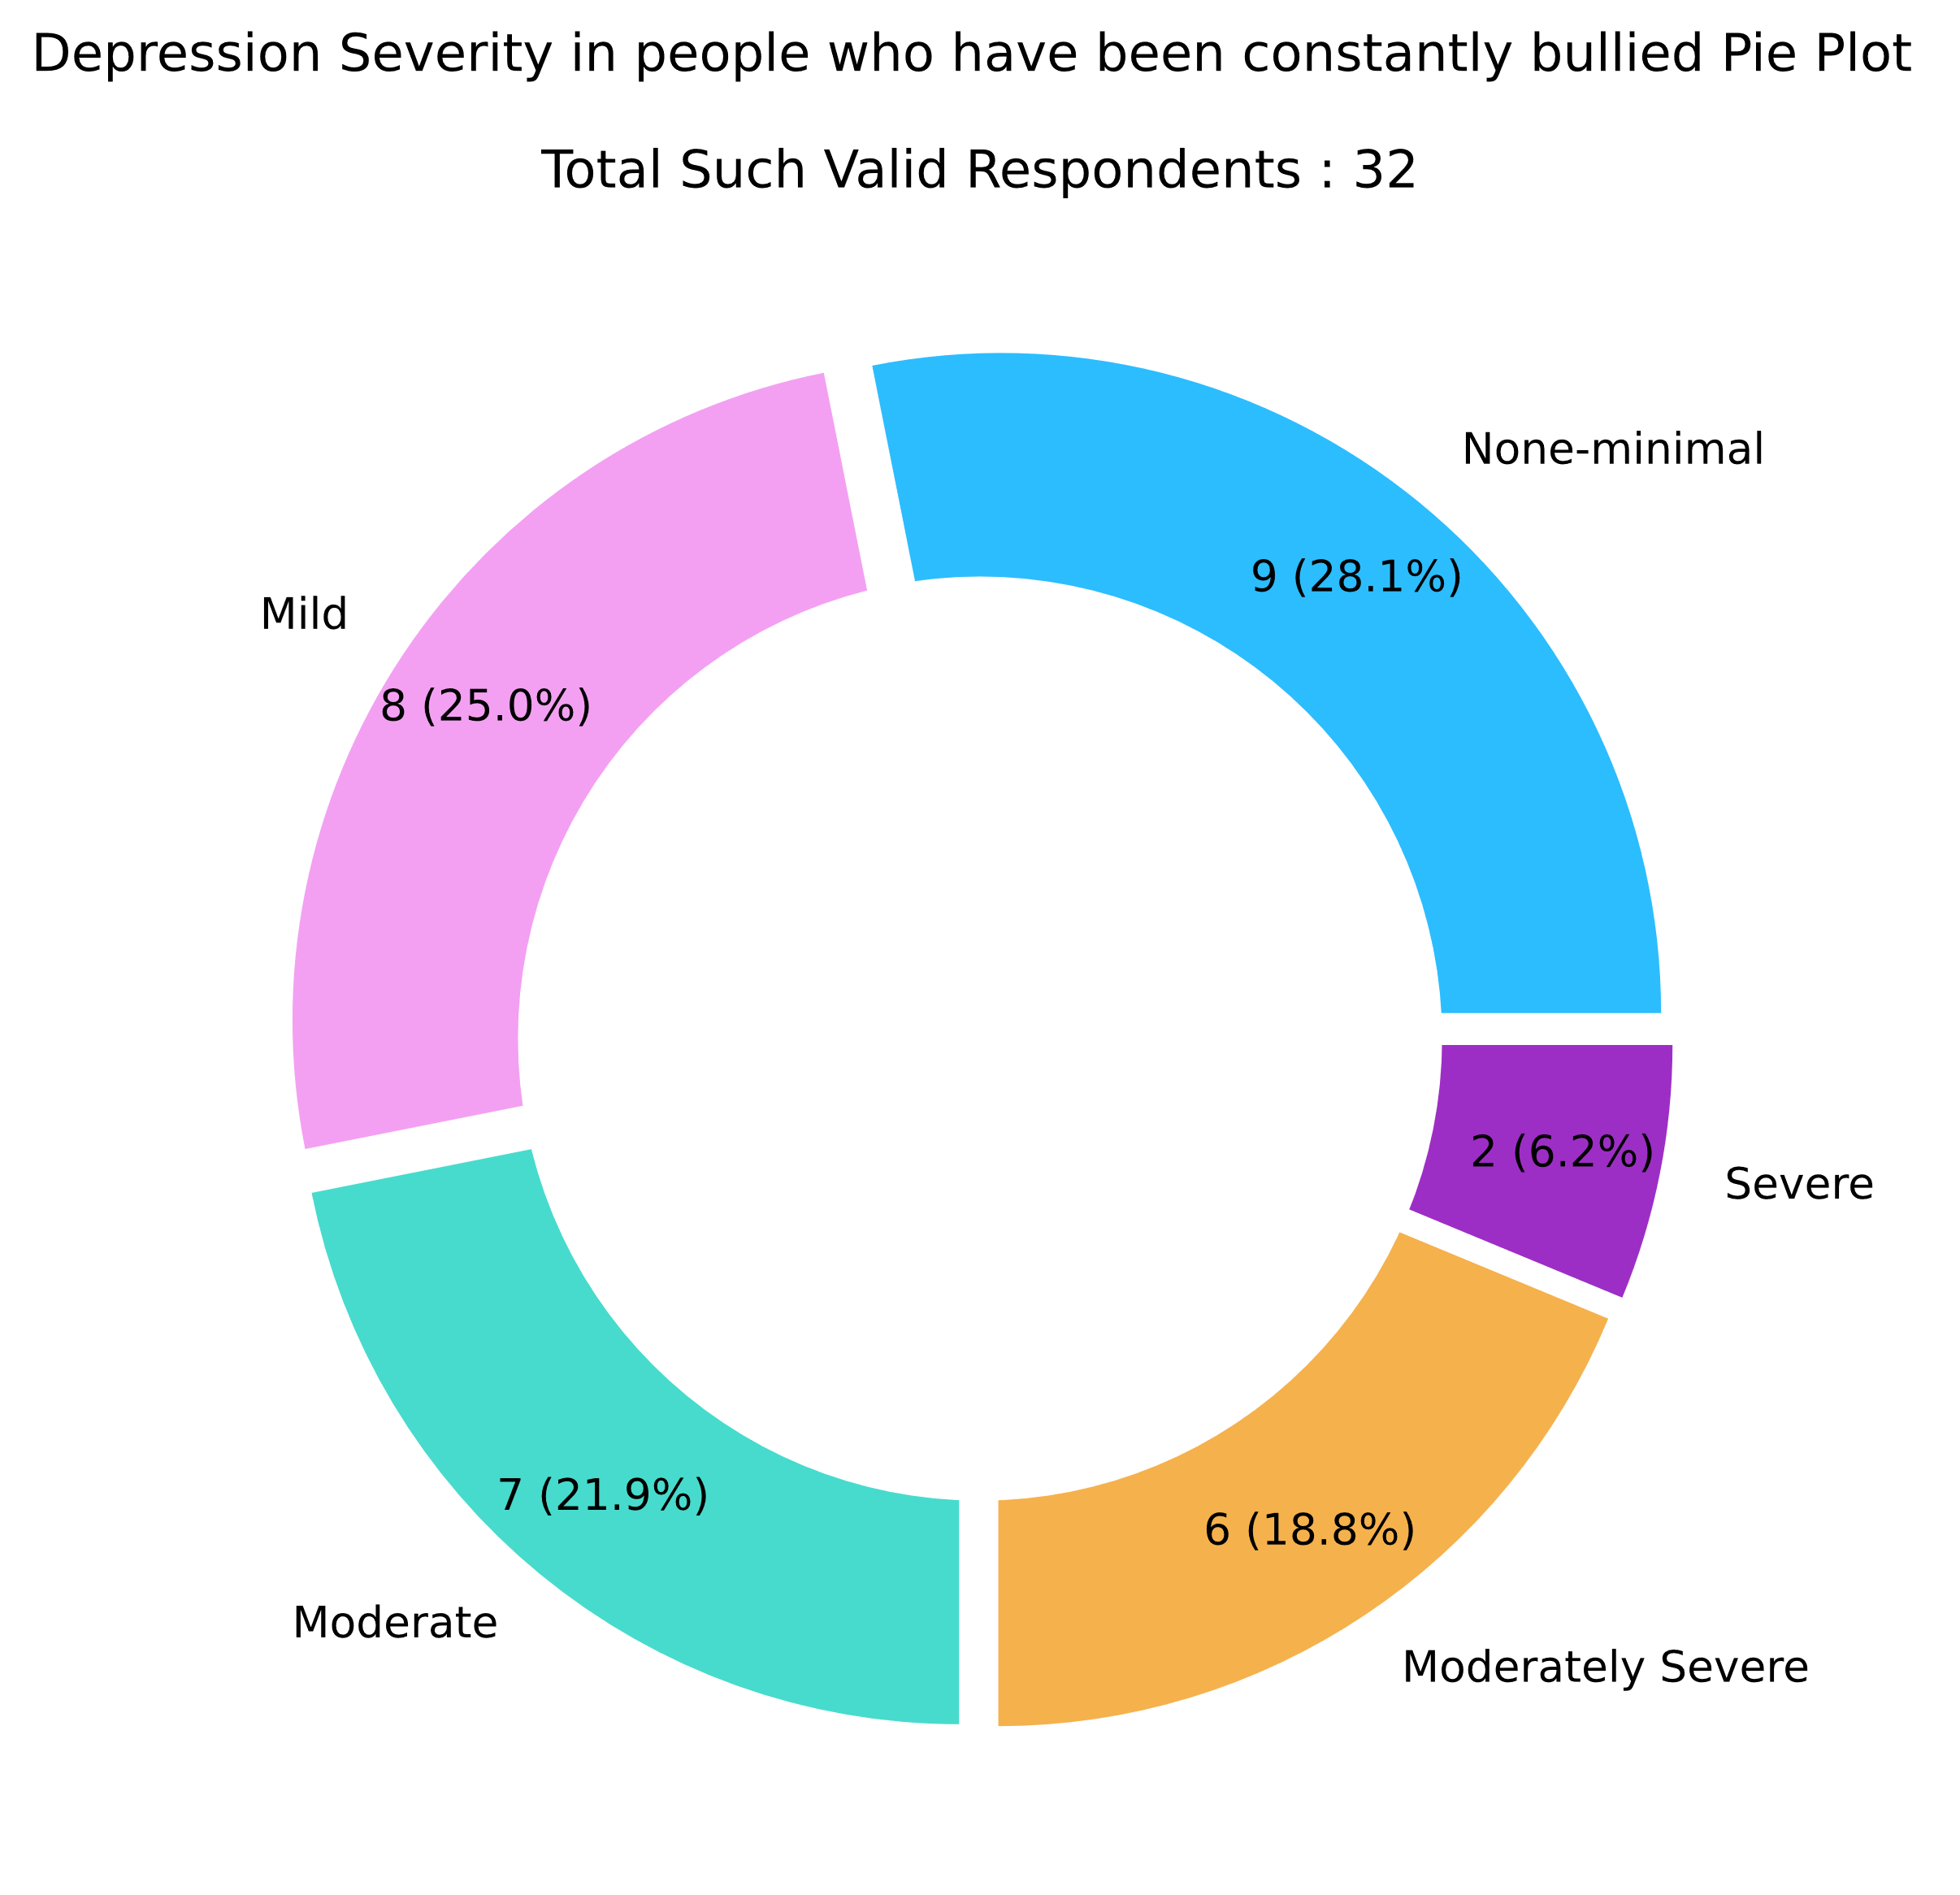 Depression Severity in people who have been constantly bullied Pie Plot
Total Such Valid Respondents : 32
None-minimal
9 (28.1%)
Mild
8 (25.0%)
2 (6.2%)
Severe
7 (21.9%)
6 (18.8%)
Moderate
Moderately Severe